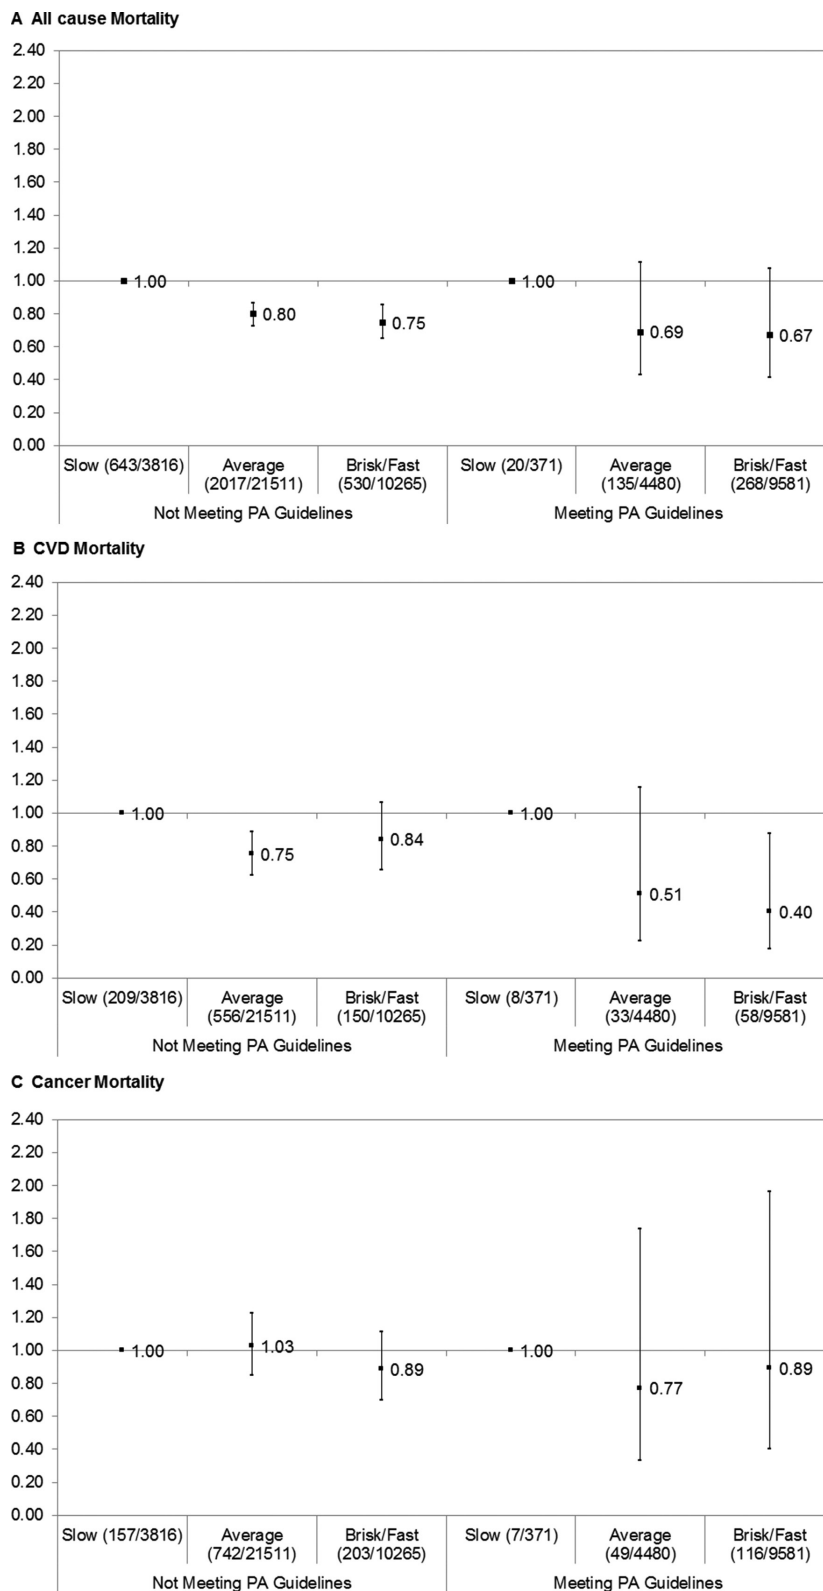 A All cause Mortality
2.40
2.20
2.00
1.80
1.60
1.40
1.20
1.00
0.80
0.60
0.40
0.20
0.00
1.00
0.80
0.75
1.00
0.69
0.67
Slow (643/3816)
Average
(2017/21511)
Brisk/Fast
(530/10265)
Slow (20/371)
Average
(135/4480)
Brisk/Fast
(268/9581)
Not Meeting PA Guidelines
Meeting PA Guidelines
B CVD Mortality
2.40
2.20
2.00
1.80
1.60
1.40
1.20
1.00
0.80
0.60
0.40
0.20
0.00
1.00
0.75
0.84
1.00
0.51
0.40
Slow (209/3816)
Average
(556/21511)
Brisk/Fast
(150/10265)
Slow (8/371)
Average
(33/4480)
Brisk/Fast
(58/9581)
Not Meeting PA Guidelines
Meeting PA Guidelines
C Cancer Mortality
2.40
2.20
2.00
1.80
1.60
1.40
1.20
1.00
0.80
0.60
0.40
0.20
0.00
1.00
1.03
0.89
1.00
0.77
0.89
Slow (157/3816)
Average
(742/21511)
Brisk/Fast
(203/10265)
Slow (7/371)
Average
(49/4480)
Brisk/Fast
(116/9581)
Not Meeting PA Guidelines
Meeting PA Guidelines